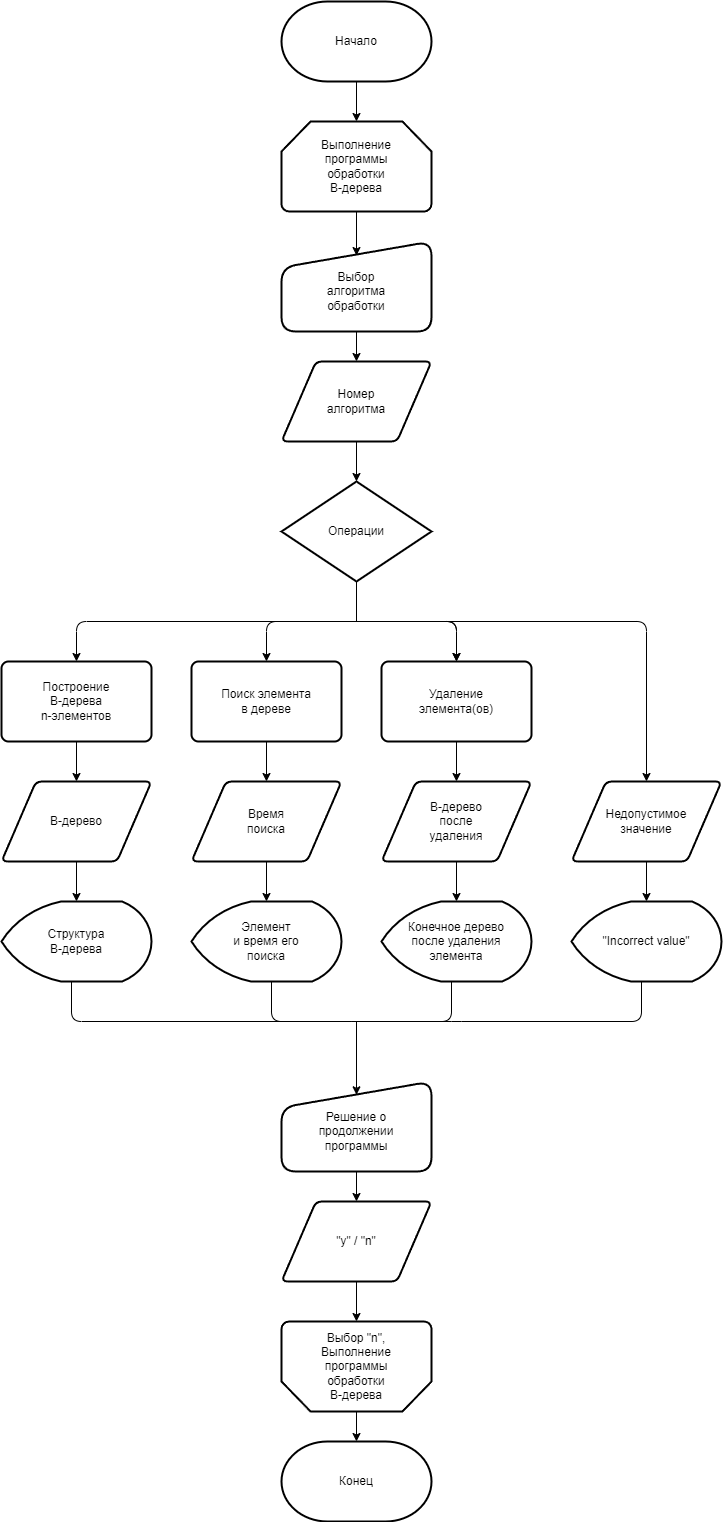 Начало
Выполнение
программы
обработки
В-дерева
Выбор
алгоритма
обработки
Номер
алгоритма
Операции
Построение
В-дерева
n-элементов
Поиск элемента
в дереве
Удаление
элемента(ов)
В-дерево
Время
поиска
В-дерево
после
удаления
Недопустимое
значение
Структура
В-дерева
Элемент
и время его
поиска
Конечное дерево
после удаления
элемента
"Incorrect value"
Решение о
продолжении
программы
"y" / "n"
Выбор "n",
Выполнение
программы
обработки
В-дерева
Конец